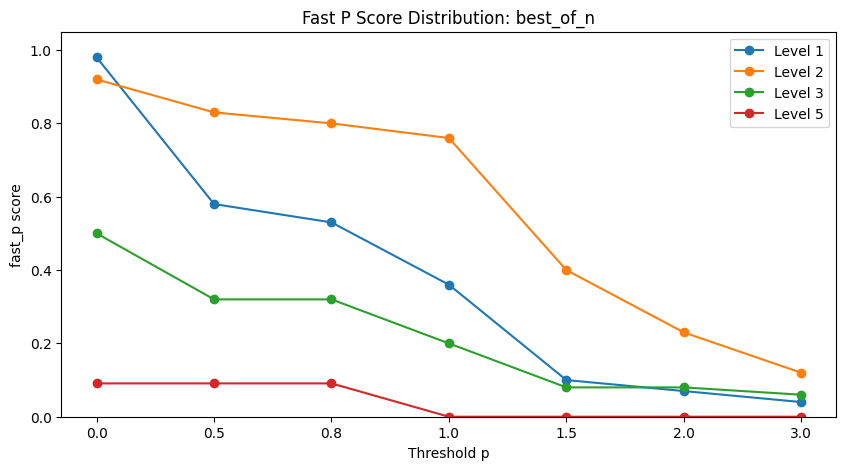 Fast P Score Distribution: best_of_n
fast_p score
1.0
0.8
0.6
0.4
0.2
0.0
Level 1
Level 2
Level 3
Level 5
0.0 0.5 0.8 1.0 1.5 2.0 3.0
Threshold p